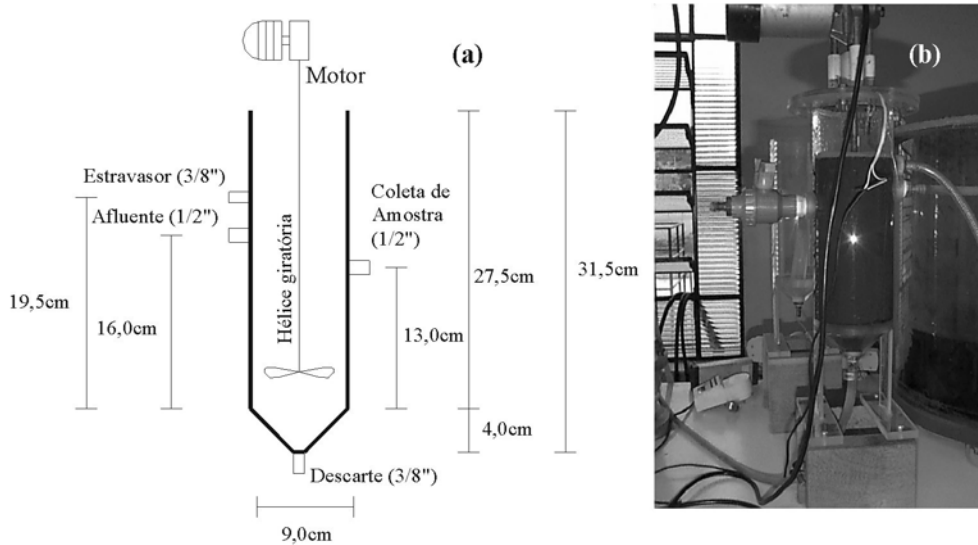 (a)
(b)
Motor
Estravasor (3/8")
Afluente (1/2")
Coleta de
Amostra
(1/2")
Hélice giratória
19,5cm
16,0cm
13,0cm
27,5cm
31,5cm
4,0cm
Descarte (3/8")
9,0cm